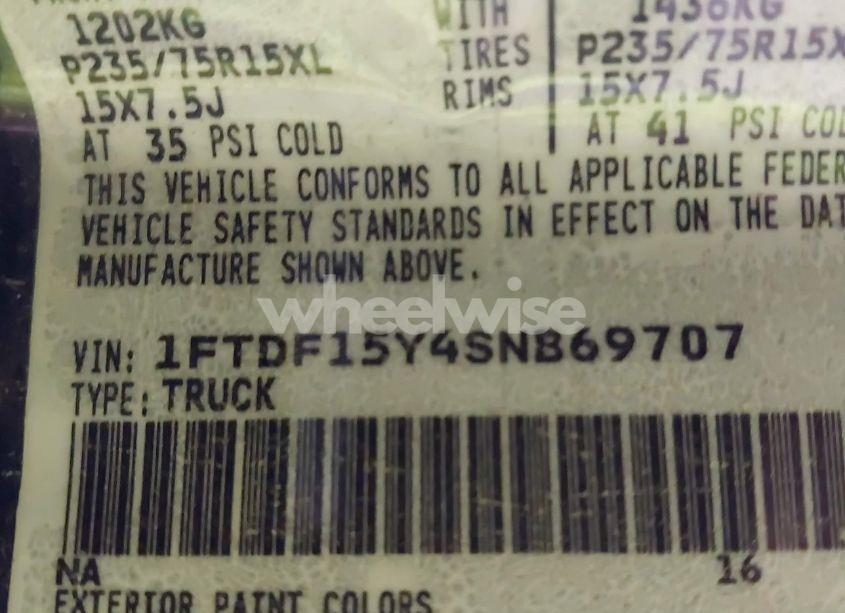 1202KG WITH 1438KG
P235/75R15XL TIRES P235/75R15X
15X7.5J RIMS 15X7.5J
AT 35 PSI COLD AT 41 PSI COL
THIS VEHICLE CONFORMS TO ALL APPLICABLE FEDER
VEHICLE SAFETY STANDARDS IN EFFECT ON THE DAT
MANUFACTURE SHOWN ABOVE.
wheelwise
VIN: 1FTDF15Y4SNB69707
TYPE: TRUCK
NA 16
EXTERIOR PAINT COLORS